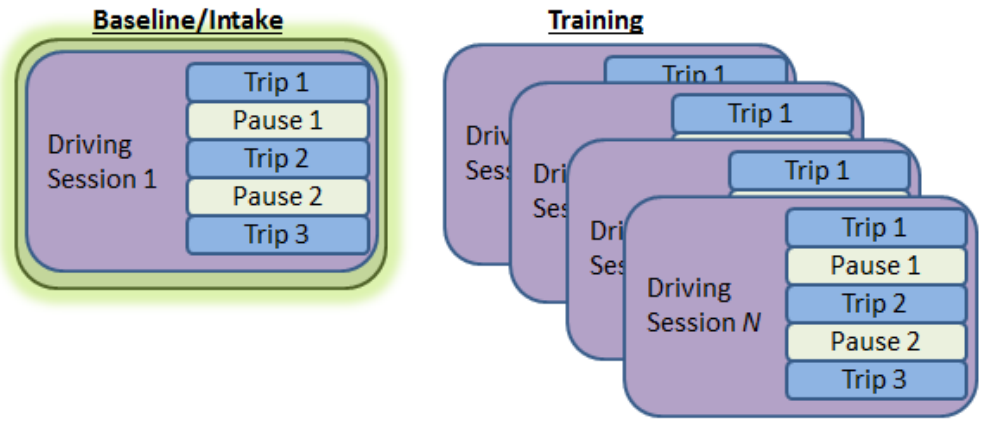 Baseline/Intake
Driving
Session 1
Trip 1
Pause 1
Trip 2
Pause 2
Trip 3
Training
Trip 1
Trip 1
Trip 1
Driving
Session N
Trip 1
Pause 1
Trip 2
Pause 2
Trip 3